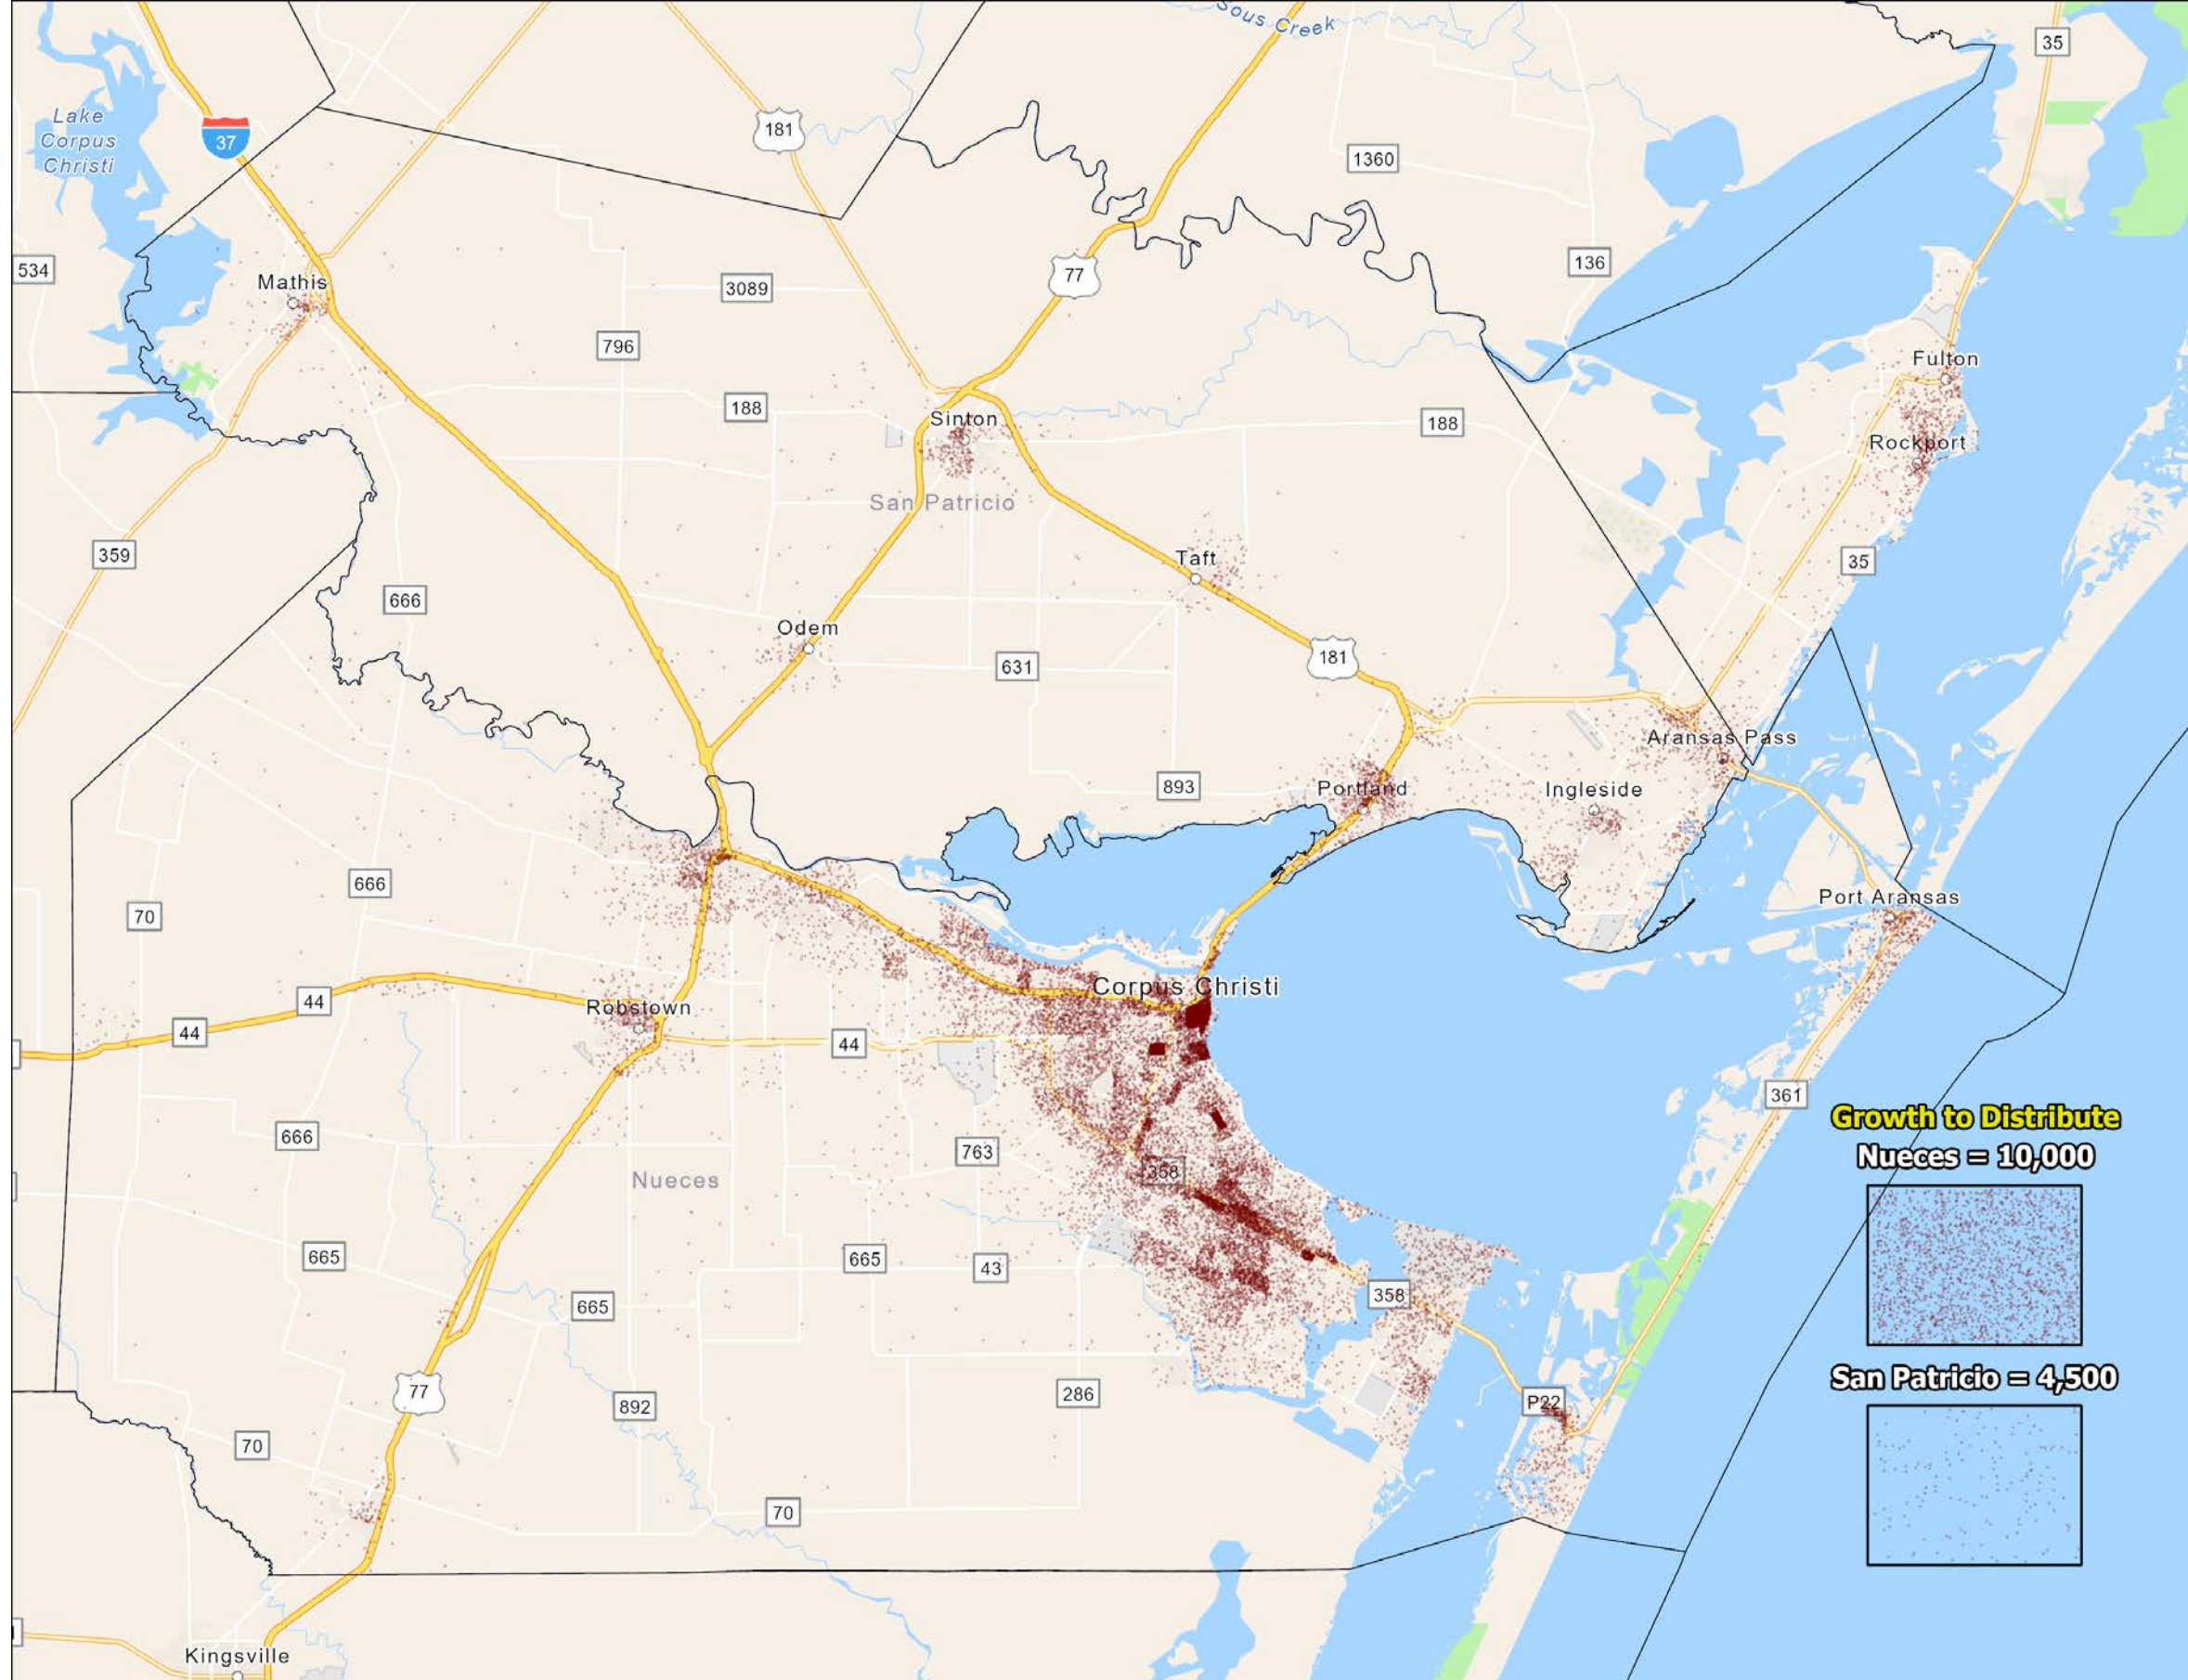 Sous Creek
35
Lake
Corpus
Christi
37
181
1360
534
136
Mathis
3089
77
796
Fulton
188
Sinton
188
Rockport
San Patricio
359
Taft
35
666
Odem
631
181
Aransas Pass
893
Portland
Ingleside
666
70
Port Aransas
Corpus Christi
44
Robstown
44
44
361
Growth to Distribute
Nueces = 10,000
666
763
358
Nueces
665
665
43
358
665
San Patricio = 4,500
77
286
P22
892
70
70
Kingsville